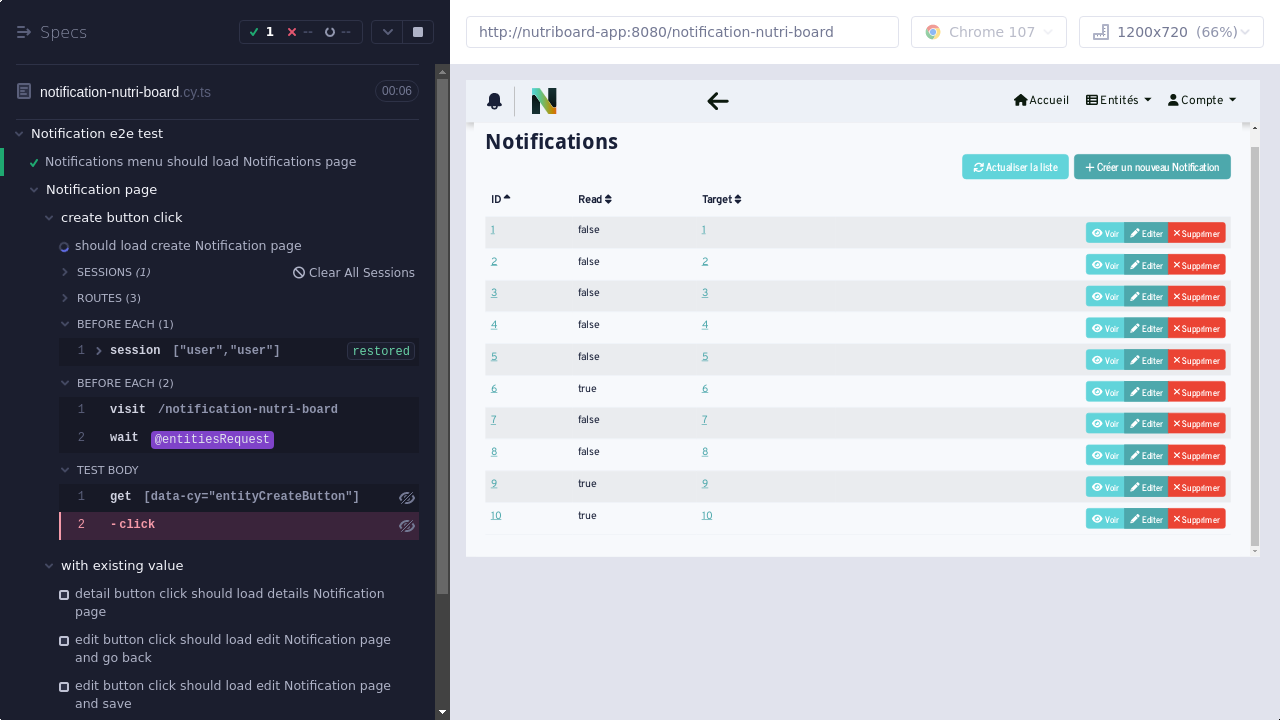 Specs
1 -- --
notification-nutri-board.cy.ts 00:06
Notification e2e test
Notifications menu should load Notifications page
Notification page
create button click
should load create Notification page
SESSIONS (1) Clear All Sessions
ROUTES (3)
BEFORE EACH (1)
1 session ["user","user"] restored
BEFORE EACH (2)
1 visit /notification-nutri-board
2 wait @entitiesRequest
TEST BODY
1 get [data-cy="entityCreateButton"]
2 -click
with existing value
detail button click should load details Notification
page
edit button click should load edit Notification page
and go back
edit button click should load edit Notification page
and save
http://nutriboard-app:8080/notification-nutri-board Chrome 107 1200x720 (66%)
N Accueil Entités Compte
Notifications
Actualiser la liste Créer un nouveau Notification
ID Read Target
1 false 1 Voir Editer Supprimer
2 false 2 Voir Editer Supprimer
3 false 3 Voir Editer Supprimer
4 false 4 Voir Editer Supprimer
5 false 5 Voir Editer Supprimer
6 true 6 Voir Editer Supprimer
7 false 7 Voir Editer Supprimer
8 false 8 Voir Editer Supprimer
9 true 9 Voir Editer Supprimer
10 true 10 Voir Editer Supprimer